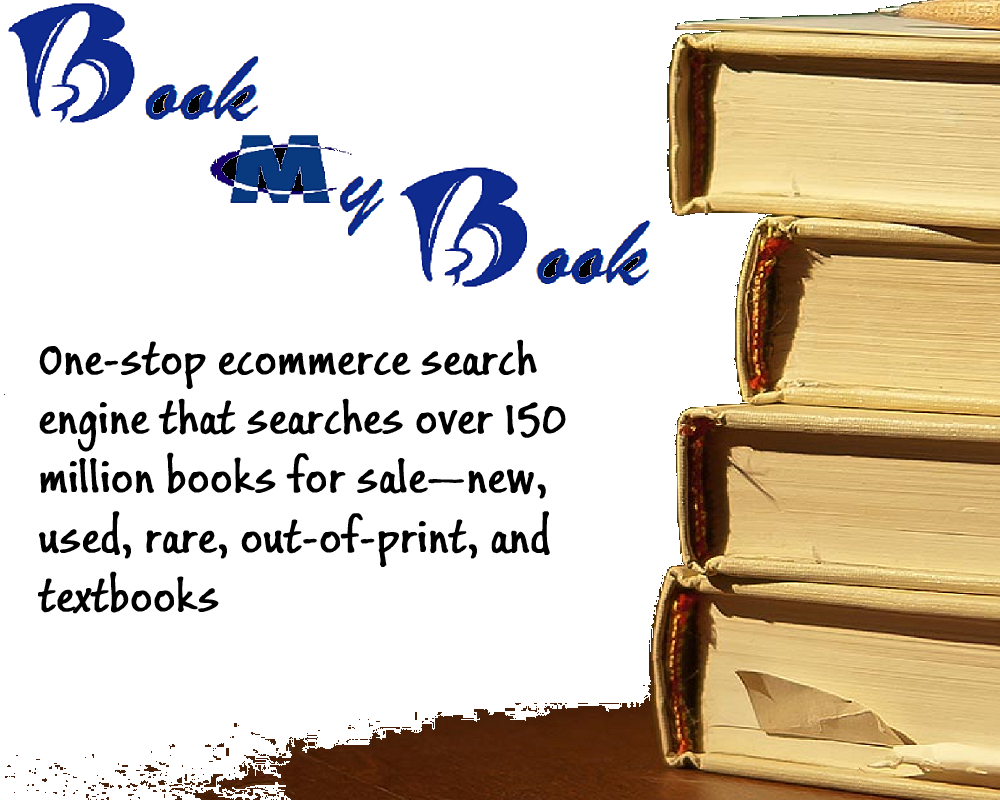 Book
My
Book
One-stop ecommerce search
engine that searches over 150
million books for sale—new,
used, rare, out-of-print, and
textbooks